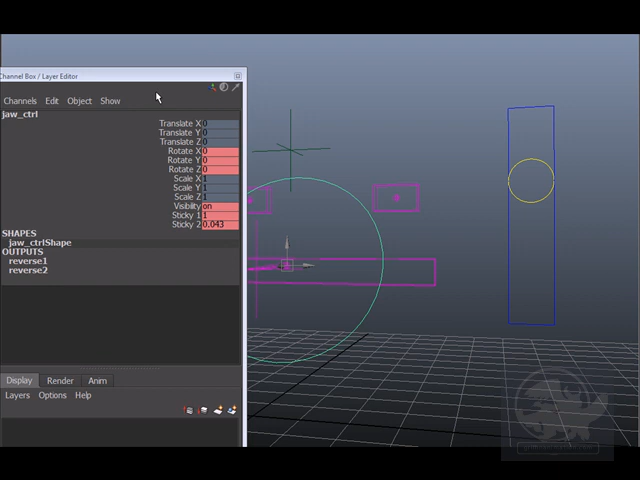 Channel Box / Layer Editor
Channels Edit Object Show
jaw_ctrl
Translate X 0
Translate Y 0
Translate Z 0
Rotate X 0
Rotate Y 0
Rotate Z 0
Scale X 1
Scale Y 1
Scale Z 1
Visibility on
Sticky 1 1
Sticky 2 0.043
SHAPES
jaw_ctrlShape
OUTPUTS
reverse1
reverse2
Display Render Anim
Layers Options Help